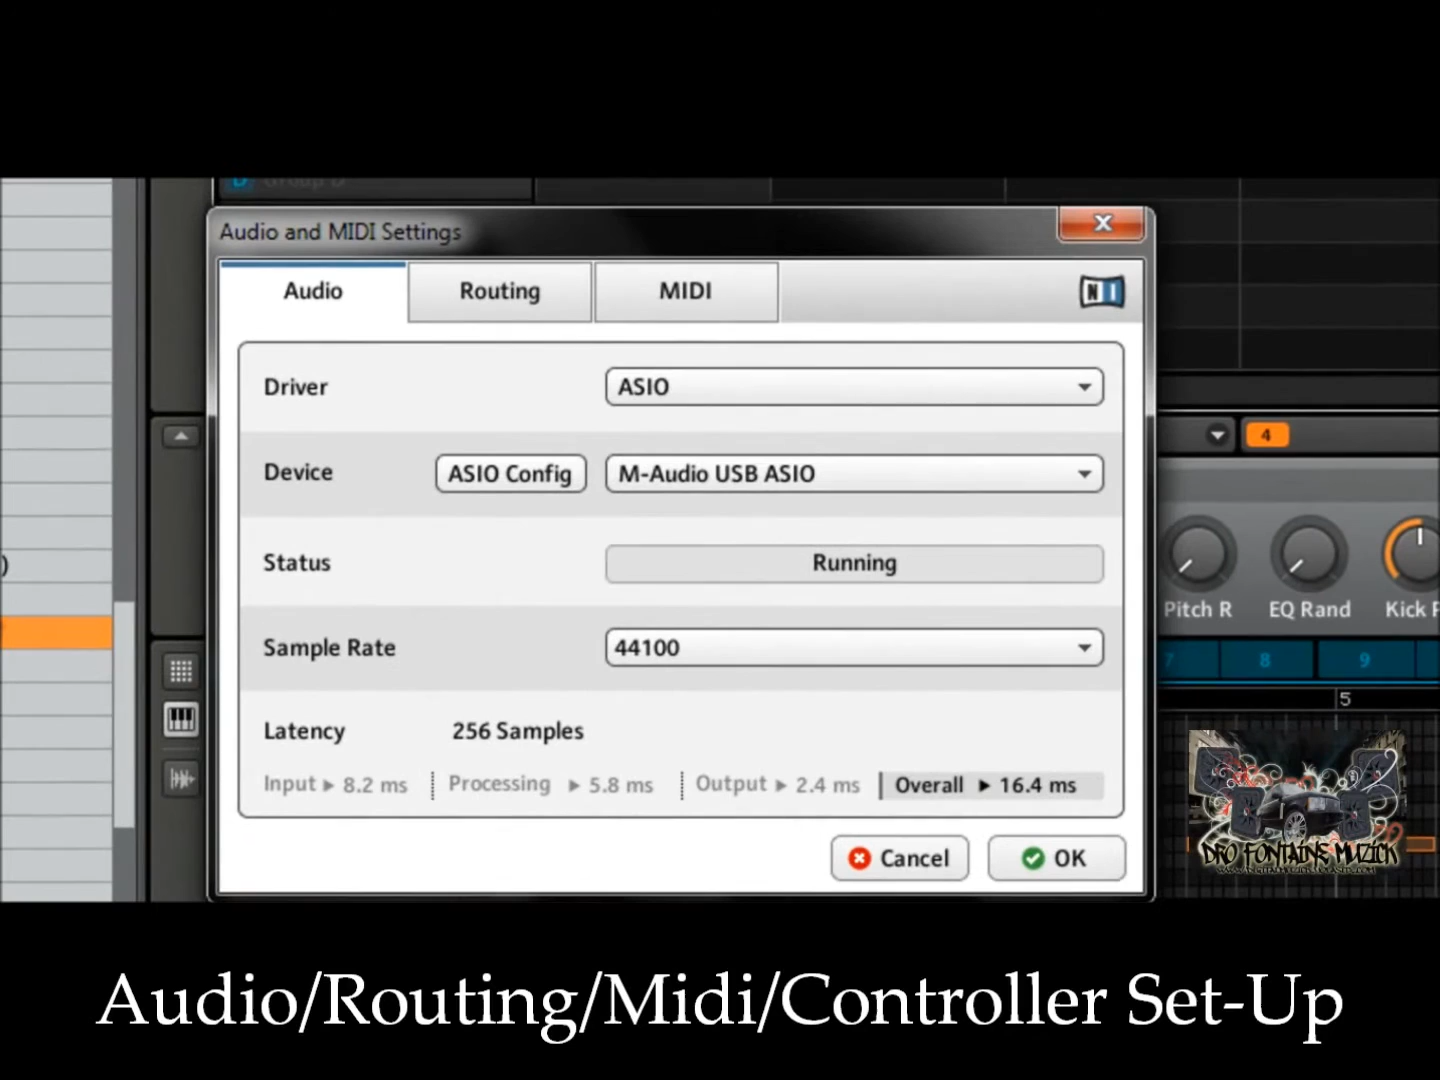 D Group D
Audio and MIDI Settings
Audio Routing MIDI
NI
Driver ASIO
Device ASIO Config M-Audio USB ASIO
Status Running
Sample Rate 44100
Latency 256 Samples
Input ▶ 8.2 ms Processing ▶ 5.8 ms Output ▶ 2.4 ms Overall ▶ 16.4 ms
Cancel OK
)
4
Pitch R EQ Rand Kick
7 8 9
5
DRO FONTAINE MUZICK
Audio/Routing/Midi/Controller Set-Up